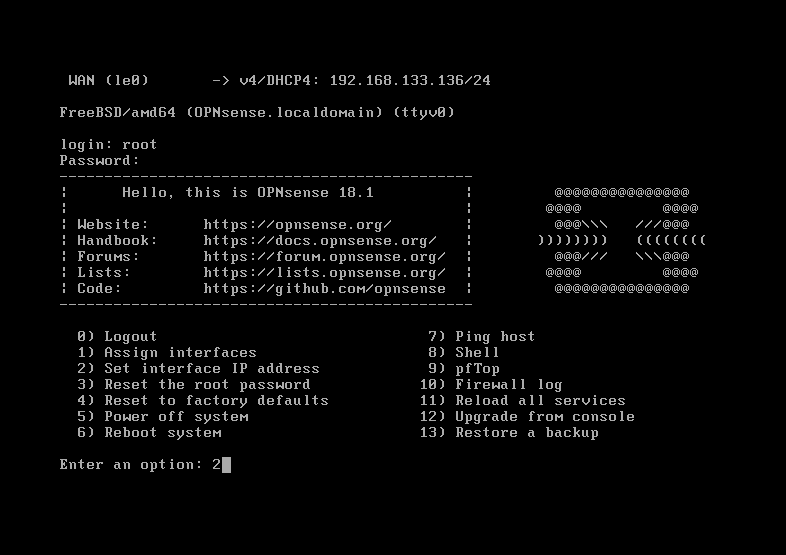 WAN (le0)       -> v4/DHCP4: 192.168.133.136/24
FreeBSD/amd64 (OPNsense.localdomain) (ttyv0)
login: root
Password:
----------------------------------------------
¦      Hello, this is OPNsense 18.1          ¦         @@@@@@@@@@@@@@@
¦                                            ¦        @@@@         @@@@
¦ Website:      https://opnsense.org/        ¦         @@@\\\   ///@@@
¦ Handbook:     https://docs.opnsense.org/   ¦       ))))))))   ((((((((
¦ Forums:       https://forum.opnsense.org/  ¦         @@@///   \\\@@@
¦ Lists:        https://lists.opnsense.org/  ¦        @@@@         @@@@
¦ Code:         https://github.com/opnsense  ¦         @@@@@@@@@@@@@@@
----------------------------------------------
  0) Logout                              7) Ping host
  1) Assign interfaces                   8) Shell
  2) Set interface IP address            9) pfTop
  3) Reset the root password            10) Firewall log
  4) Reset to factory defaults          11) Reload all services
  5) Power off system                   12) Upgrade from console
  6) Reboot system                      13) Restore a backup
Enter an option: 2